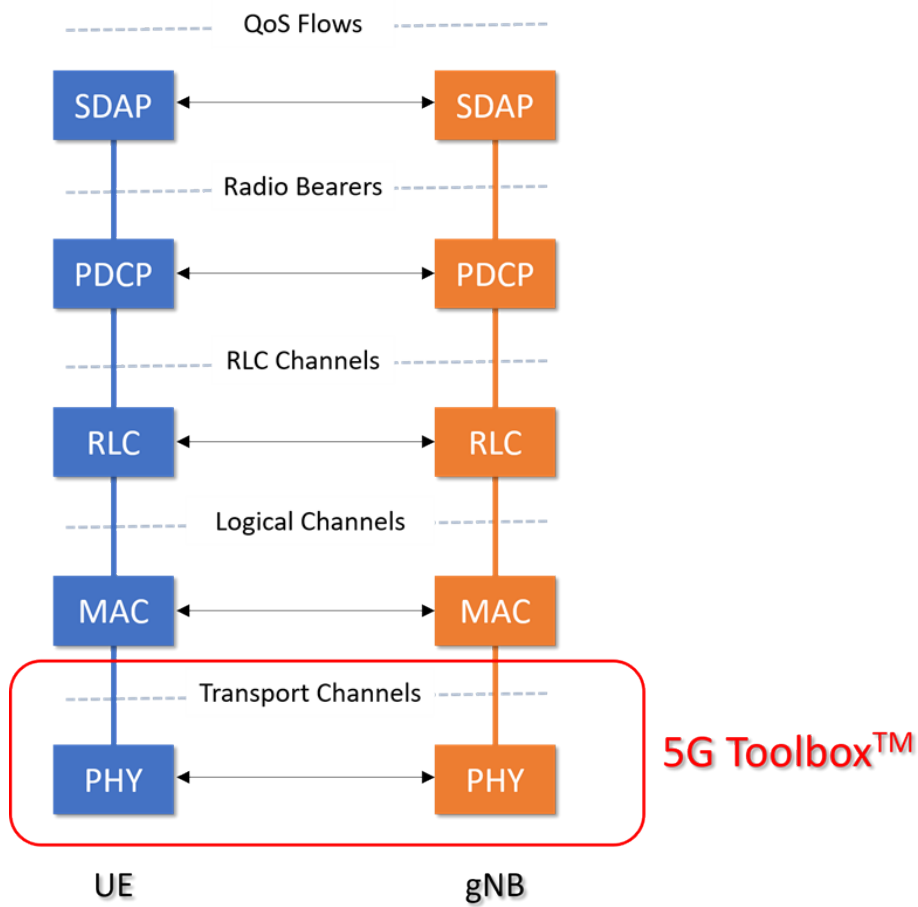 QoS Flows
SDAP SDAP
Radio Bearers
PDCP PDCP
RLC Channels
RLC RLC
Logical Channels
MAC MAC
Transport Channels
5G Toolbox™
PHY PHY
UE gNB